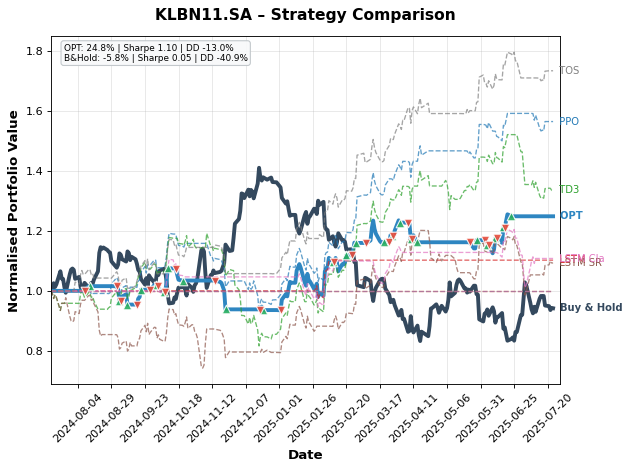 KLBN11.SA – Strategy Comparison
OPT: 24.8% | Sharpe 1.10 | DD -13.0%
B&Hold: -5.8% | Sharpe 0.05 | DD -40.9%
Normalised Portfolio Value
1.8
1.6
1.4
1.2
1.0
0.8
TOS
PPO
TD3
OPT
LSTM SR
Buy & Hold
2024-08-04
2024-08-29
2024-09-23
2024-10-18
2024-11-12
2024-12-07
2025-01-01
2025-01-26
2025-02-20
2025-03-17
2025-04-11
2025-05-06
2025-05-31
2025-06-25
2025-07-20
Date